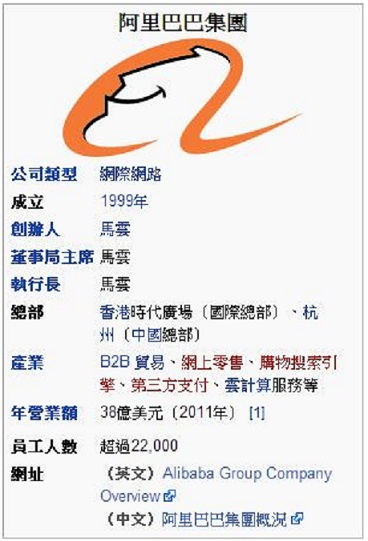 阿里巴巴集團
公司類型 網際網路
成立 1999年
創辦人 馬雲
董事局主席 馬雲
執行長 馬雲
總部 香港時代廣場〔國際總部〕、杭
州〔中國總部〕
產業 B2B 貿易、網上零售、購物搜索引
擎、第三方支付、雲計算服務等
年營業額 38億美元〔2011年〕 [1]
員工人數 超過22,000
網址 （英文）Alibaba Group Company
Overview
（中文）阿里巴巴集團概況